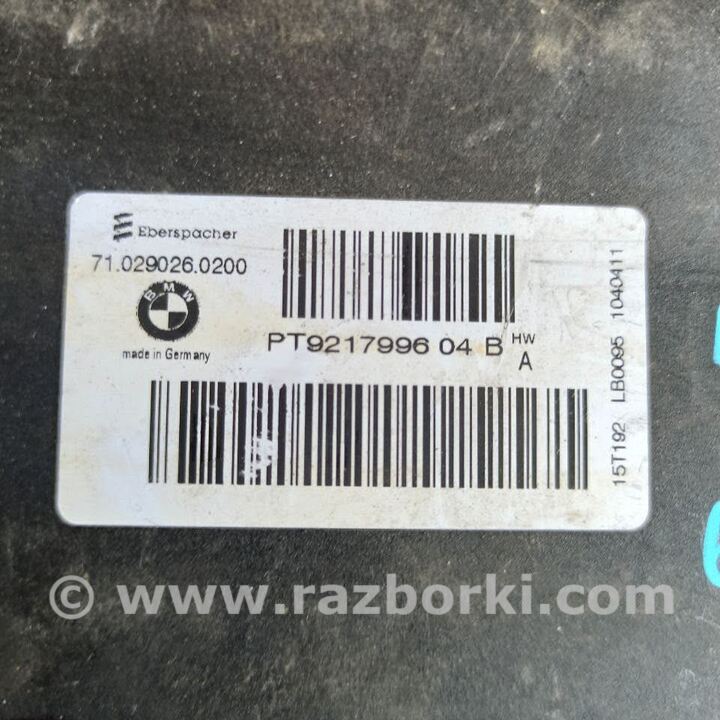 Eberspächer
71.029026.0200
BMW
made in Germany
PT9217996 04 B HW A
15T192 LB0095 1040411
© www.razborki.com